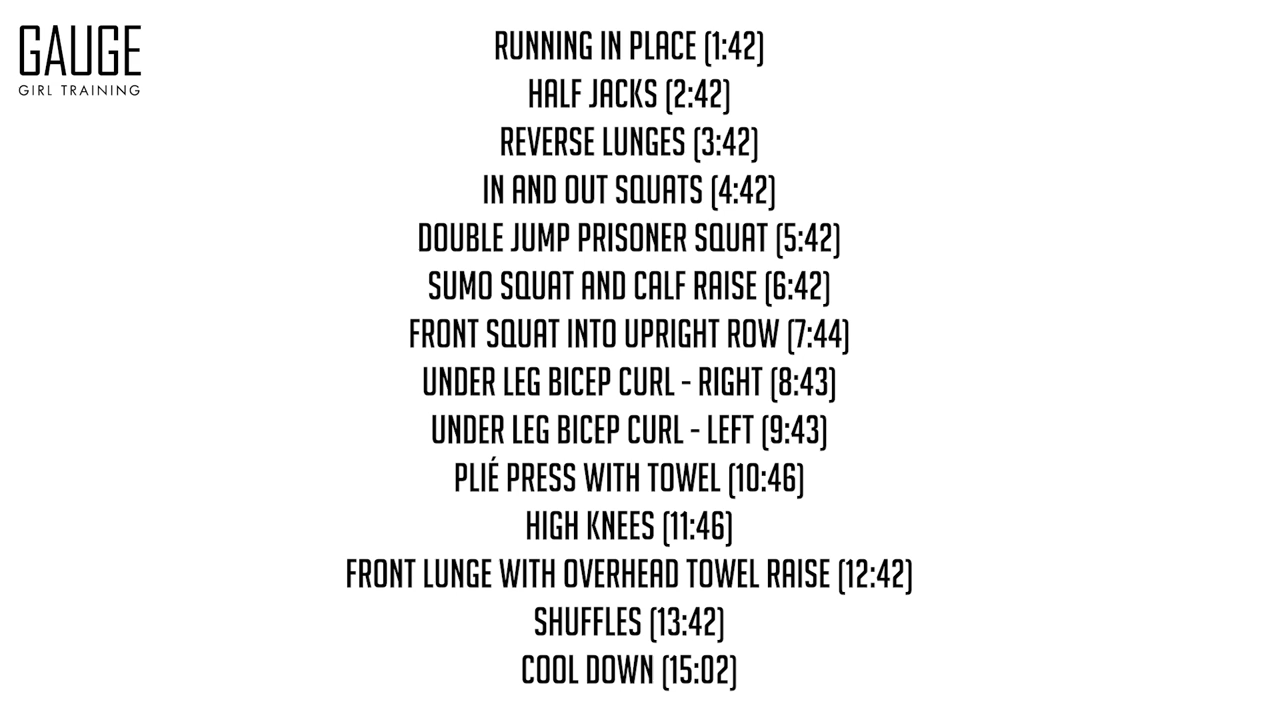 GAUGE
GIRL TRAINING
RUNNING IN PLACE (1:42)
HALF JACKS (2:42)
REVERSE LUNGES (3:42)
IN AND OUT SQUATS (4:42)
DOUBLE JUMP PRISONER SQUAT (5:42)
SUMO SQUAT AND CALF RAISE (6:42)
FRONT SQUAT INTO UPRIGHT ROW (7:44)
UNDER LEG BICEP CURL - RIGHT (8:43)
UNDER LEG BICEP CURL - LEFT (9:43)
PLIÉ PRESS WITH TOWEL (10:46)
HIGH KNEES (11:46)
FRONT LUNGE WITH OVERHEAD TOWEL RAISE (12:42)
SHUFFLES (13:42)
COOL DOWN (15:02)